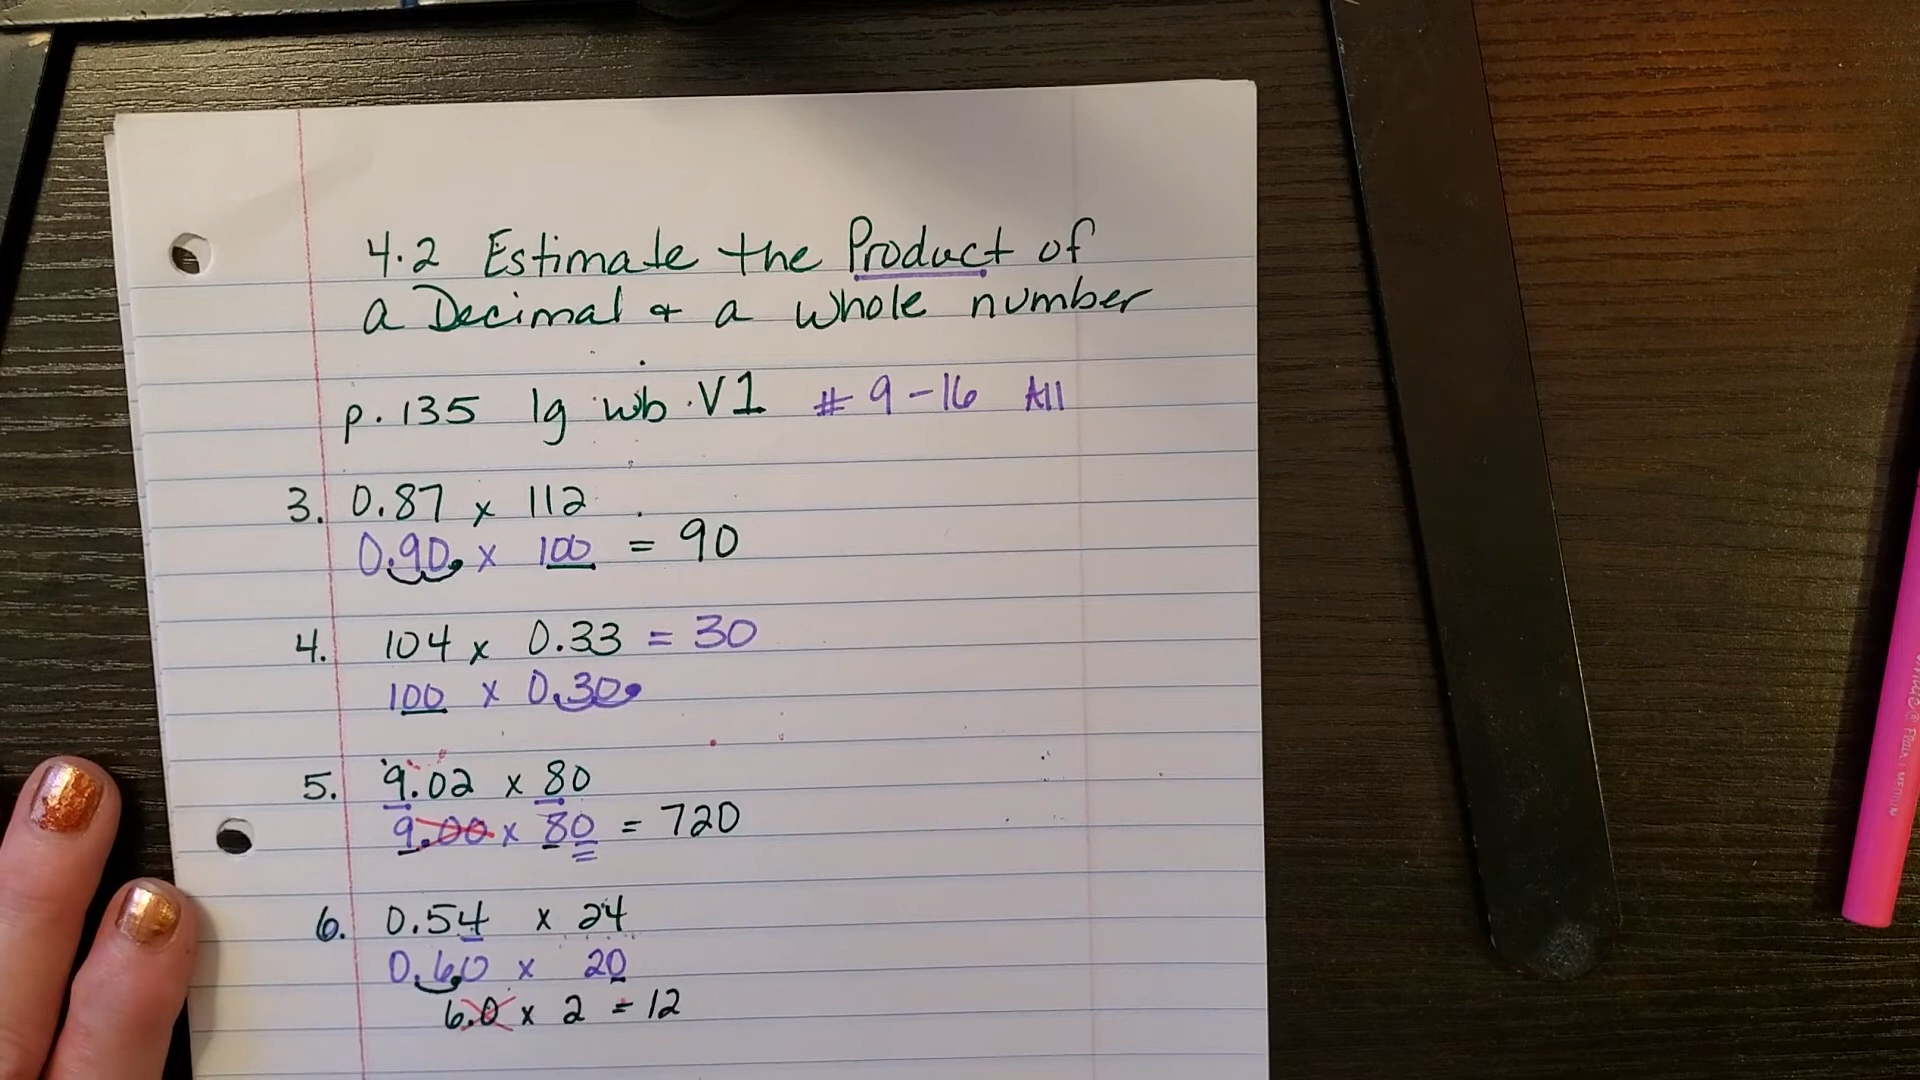 4.2 Estimate the Product of
a Decimal + a whole number
p. 135 lg wb. V1 # 9-16 All
3. 0.87 x 112
0.90 x 100 = 90
4. 104 x 0.33 = 30
100 x 0.30
5. 9.02 x 80
9.00 x 80 = 720
6. 0.54 x 24
0.60 x 20
6.0 x 2 = 12